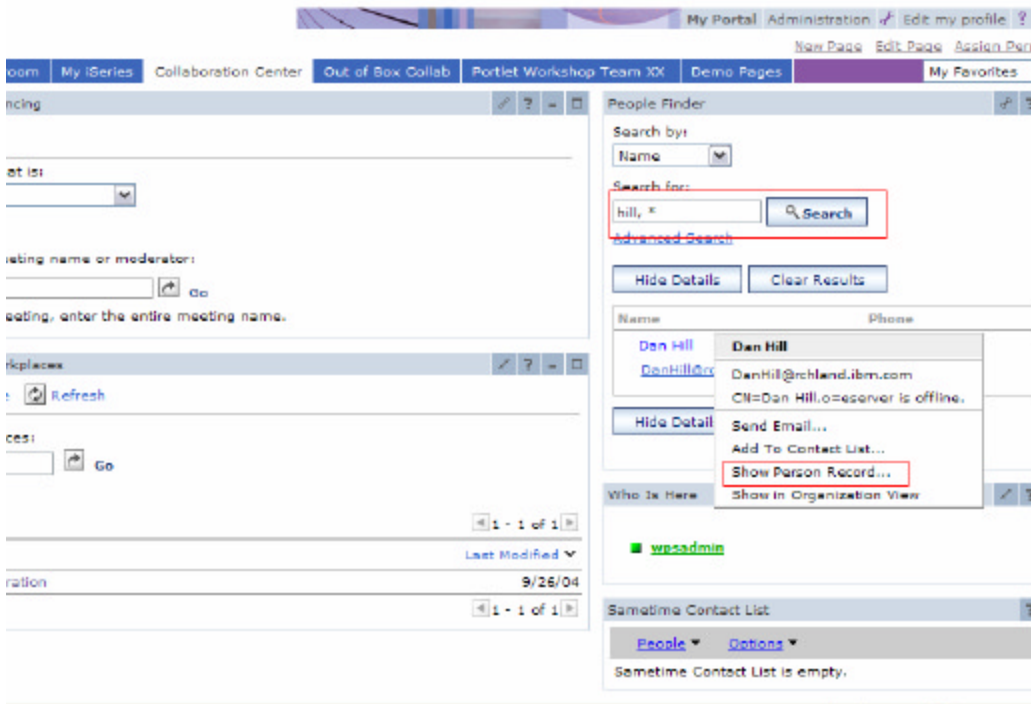 My Portal Administration Edit my profile ?
New Page Edit Page Assign Per
oom My iSeries Collaboration Center Out of Box Collab Portlet Workshop Team XX Demo Pages My Favorites
ncing ?
at is:
eeting name or moderator:
Go
eeting, enter the entire meeting name.
rkplaces ?
Refresh
ces:
Go
1 - 1 of 1
Last Modified
ration 9/26/04
1 - 1 of 1
People Finder ?
Search by:
Name
Search for:
hill, * Search
Advanced Search
Hide Details Clear Results
Name Phone
Dan Hill
DanHill@rc
Hide Detail
Dan Hill
DanHill@rchland.ibm.com
CN=Dan Hill,o=eserver is offline.
Send Email...
Add To Contact List...
Show Person Record...
Show in Organization View
Who Is Here ?
wpsadmin
Sametime Contact List ?
People Options
Sametime Contact List is empty.